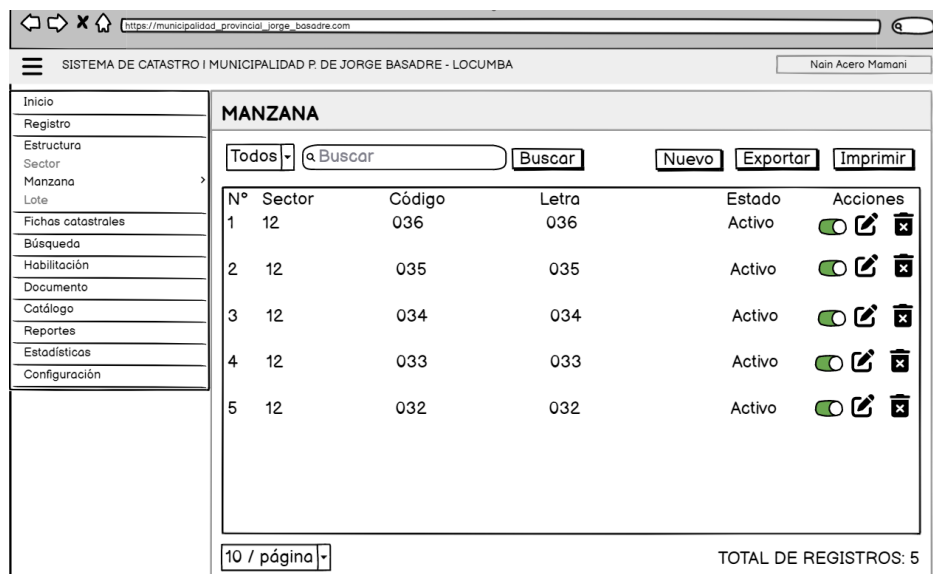 https://municipalidad_provincial_jorge_basadre.com
SISTEMA DE CATASTRO I MUNICIPALIDAD P. DE JORGE BASADRE - LOCUMBA
Nain Acero Mamani
Inicio
Registro
Estructura
Sector
Manzana >
Lote
Fichas catastrales
Búsqueda
Habilitación
Documento
Catálogo
Reportes
Estadísticas
Configuración
MANZANA
Todos Buscar Buscar Nuevo Exportar Imprimir
N° Sector Código Letra Estado Acciones
1 12 036 036 Activo
2 12 035 035 Activo
3 12 034 034 Activo
4 12 033 033 Activo
5 12 032 032 Activo
10 / página TOTAL DE REGISTROS: 5